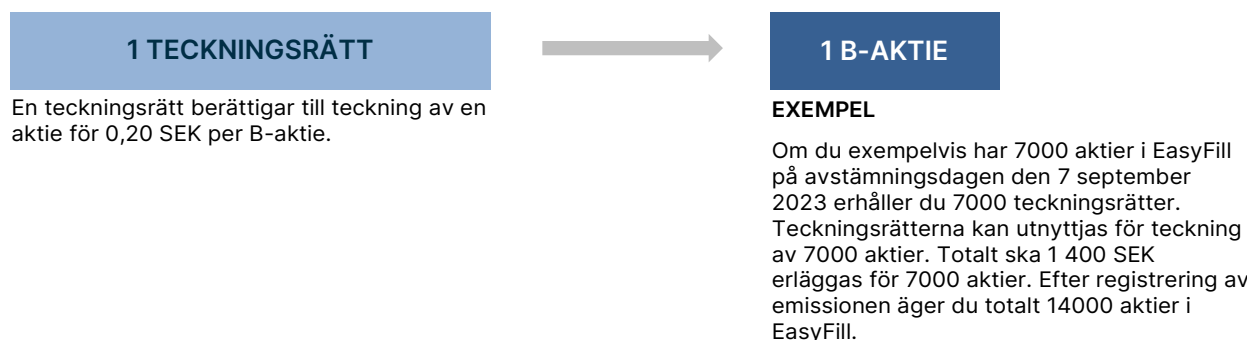 1 TECKNINGSRÄTT
En teckningsrätt berättigar till teckning av en
aktie för 0,20 SEK per B-aktie.
1 B-AKTIE
EXEMPEL
Om du exempelvis har 7000 aktier i EasyFill
på avstämningsdagen den 7 september
2023 erhåller du 7000 teckningsrätter.
Teckningsrätterna kan utnyttjas för teckning
av 7000 aktier. Totalt ska 1 400 SEK
erläggas för 7000 aktier. Efter registrering av
emissionen äger du totalt 14000 aktier i
EasyFill.